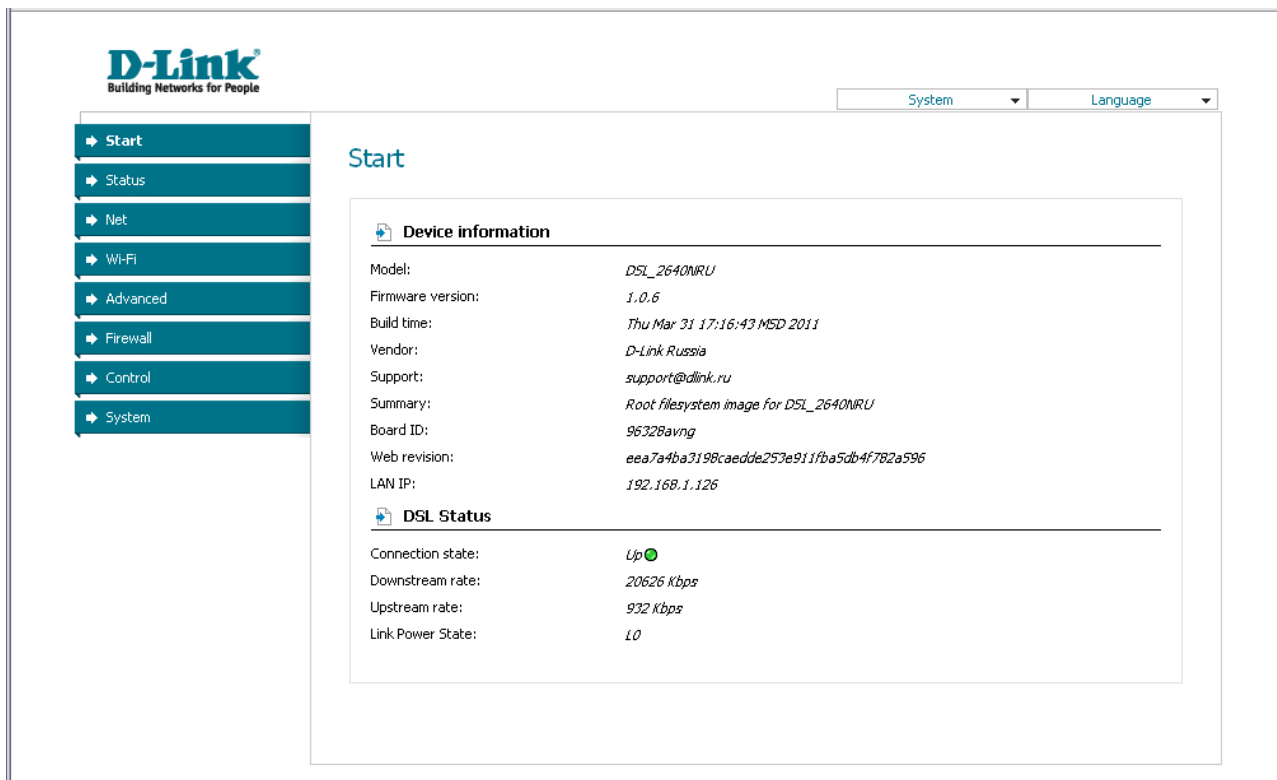 D-Link
Building Networks for People
System Language
Start
Status
Net
Wi-Fi
Advanced
Firewall
Control
System
Start
Device information
Model: DSL_2640NRU
Firmware version: 1.0.6
Build time: Thu Mar 31 17:16:43 MSD 2011
Vendor: D-Link Russia
Support: support@dlink.ru
Summary: Root filesystem image for DSL_2640NRU
Board ID: 96328avng
Web revision: eea7a4ba3198caedde253e911fba5db4f782a596
LAN IP: 192.168.1.126
DSL Status
Connection state: Up
Downstream rate: 20626 Kbps
Upstream rate: 932 Kbps
Link Power State: L0